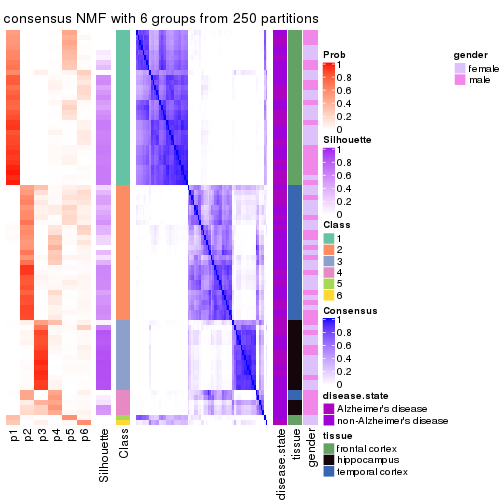 consensus NMF with 6 groups from 250 partitions
Prob
1
0.8
0.6
0.4
0.2
0
Silhouette
1
0.8
0.6
0.4
0.2
0
Class
1
2
3
4
5
6
Consensus
1
0.8
0.6
0.4
0.2
0
disease.state
Alzheimer's disease
non-Alzheimer's disease
tissue
frontal cortex
hippocampus
temporal cortex
gender
female
male
p1
p2
p3
p4
p5
p6
Silhouette
Class
disease.state
tissue
gender